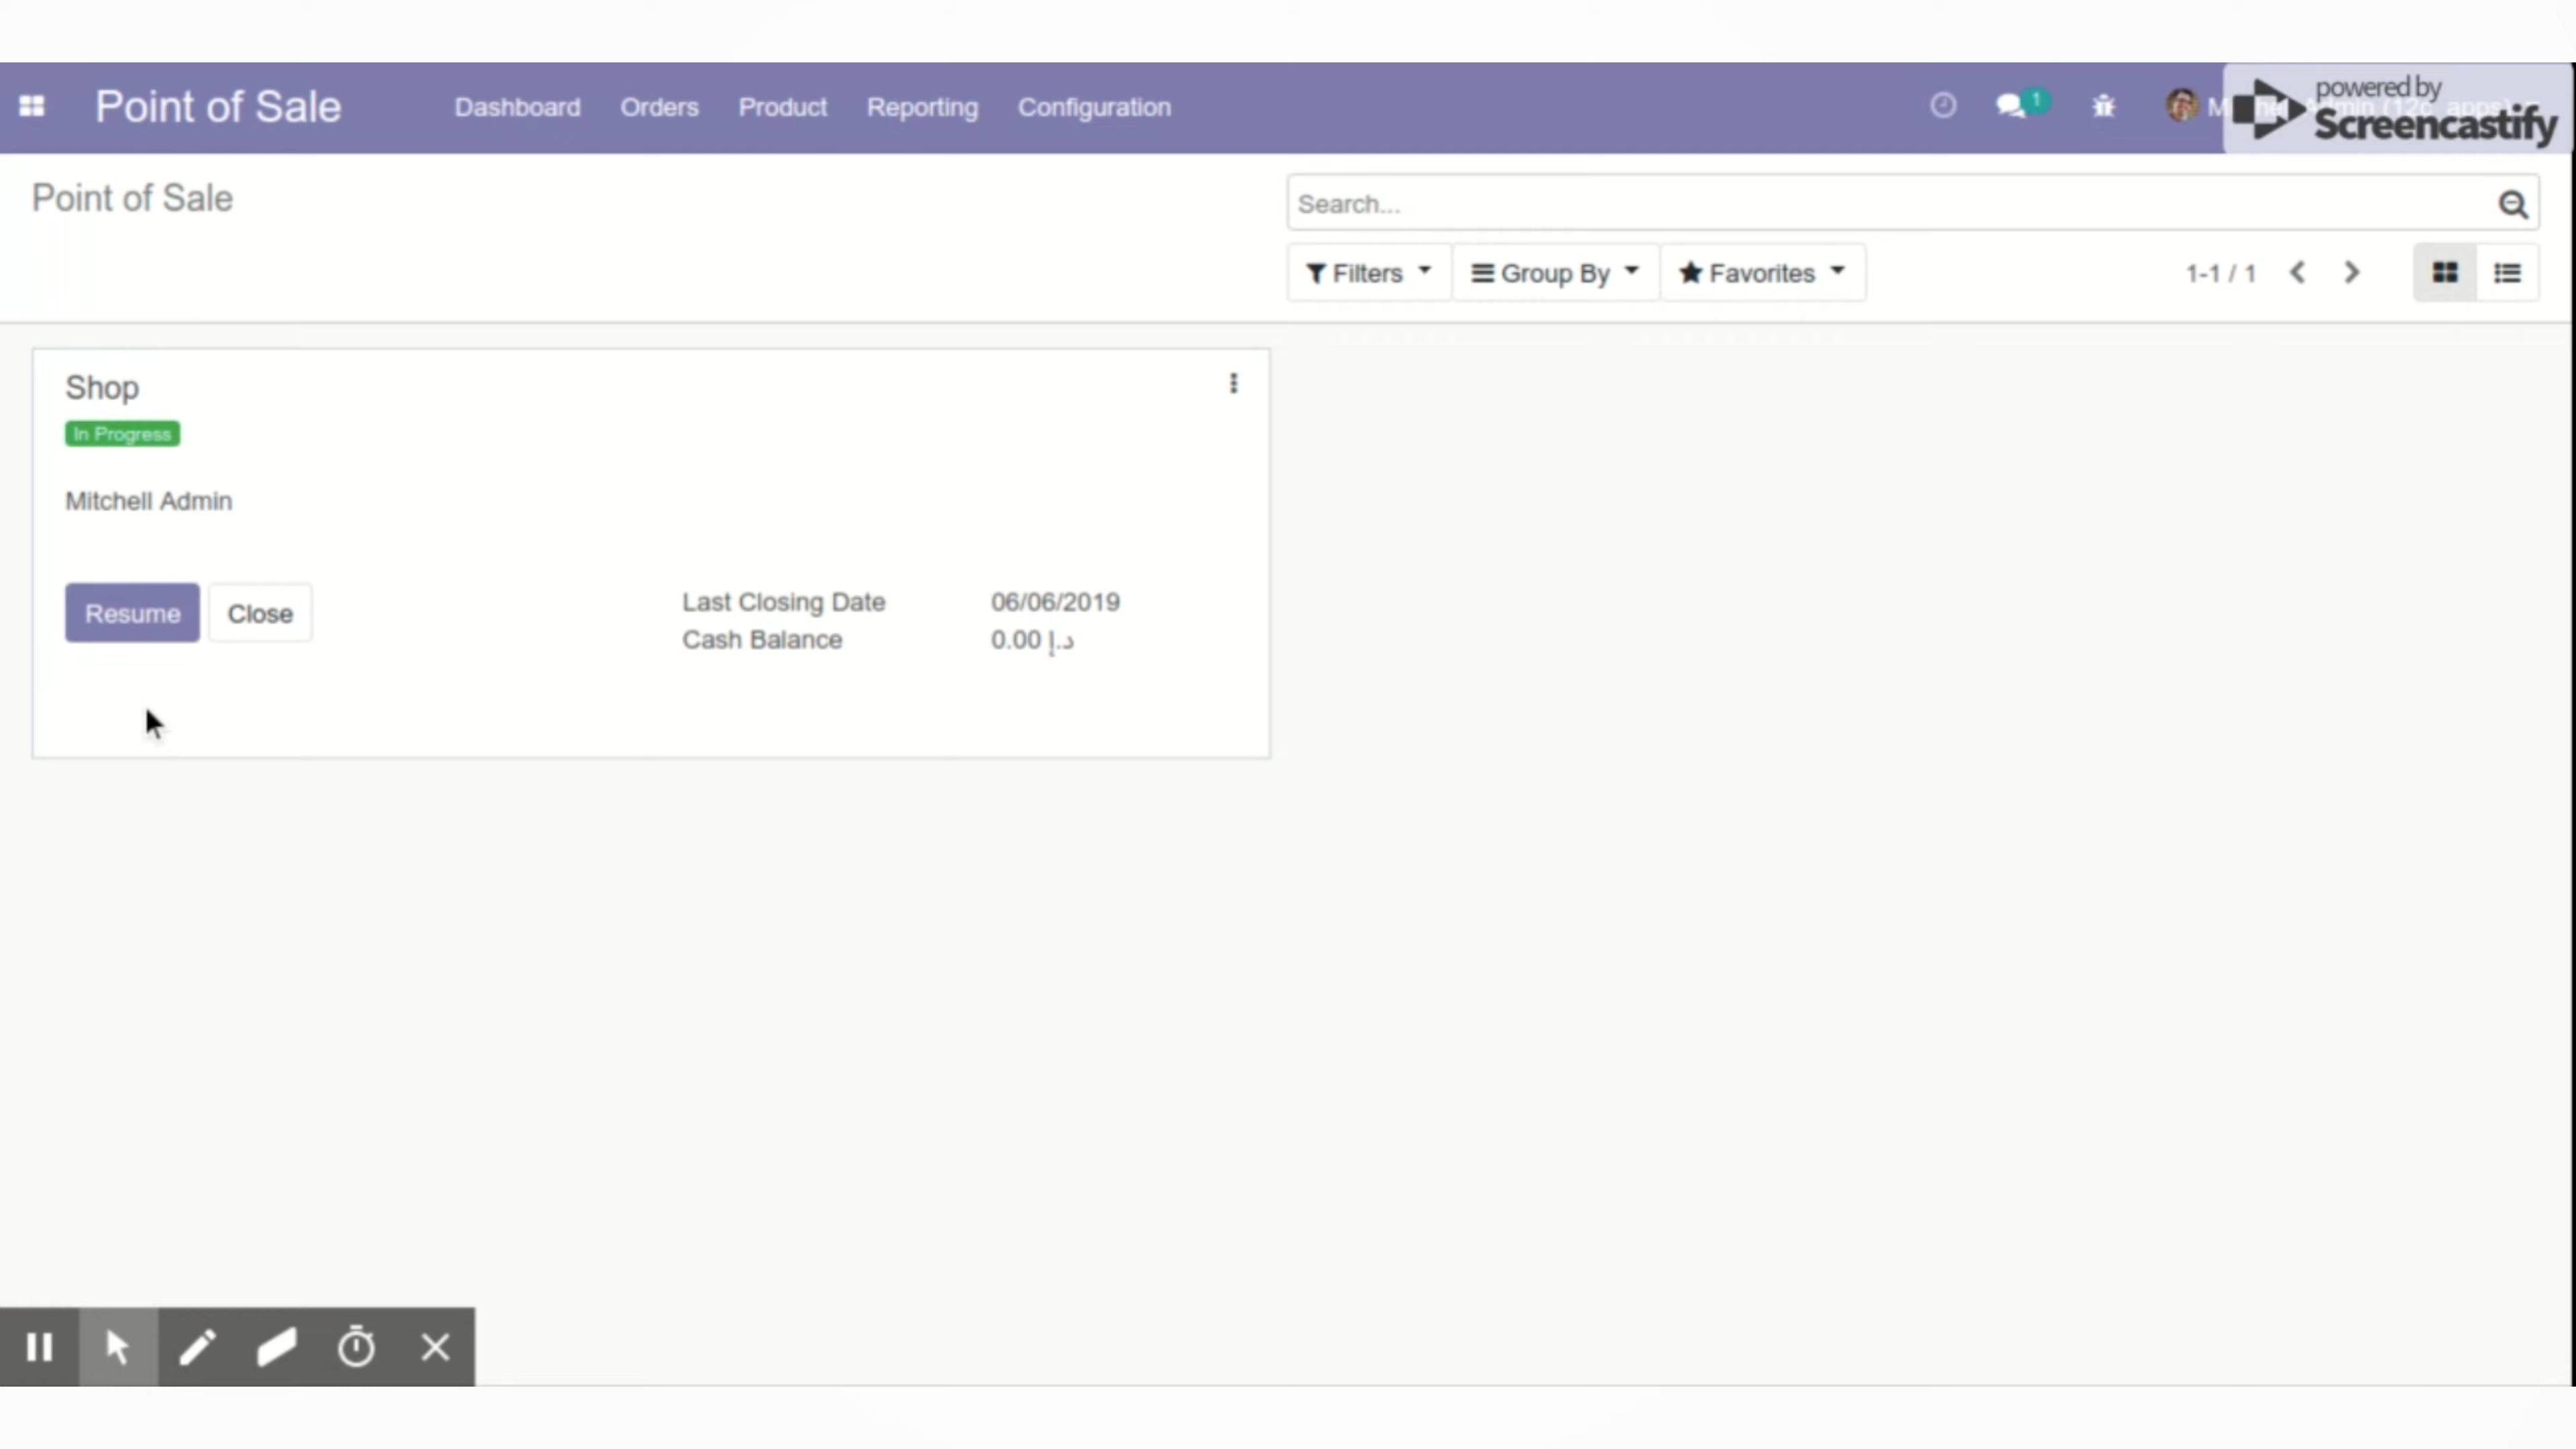 Point of Sale
Dashboard
Orders
Product
Reporting
Configuration
1
powered by
Screencastify
Point of Sale
Search...
Filters
Group By
Favorites
1-1 / 1
Shop
In Progress
Mitchell Admin
Resume
Close
Last Closing Date 06/06/2019
Cash Balance 0.00 د.إ